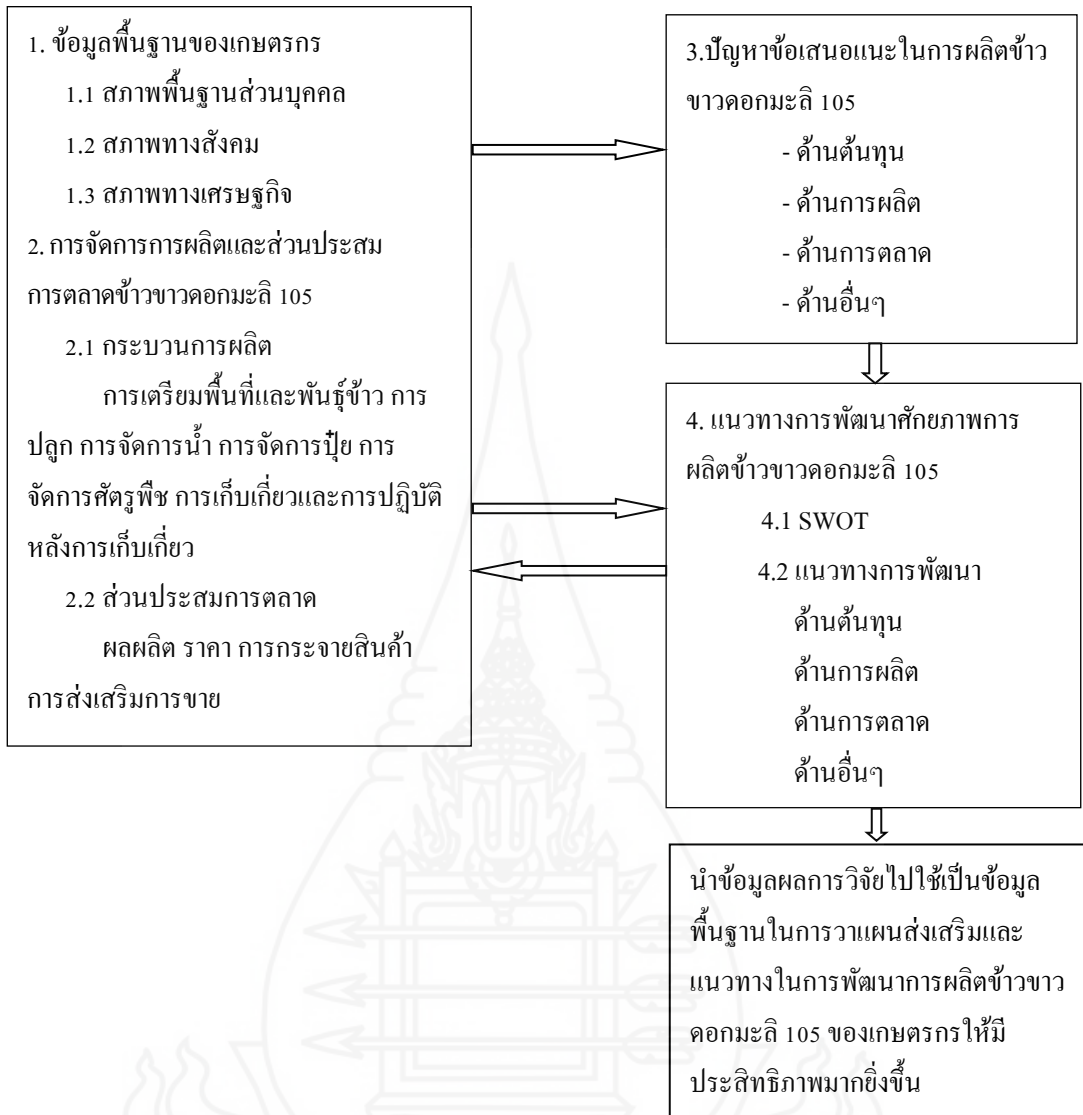 1. ข้อมูลพื้นฐานของเกษตรกร
1.1 สภาพพื้นฐานส่วนบุคคล
1.2 สภาพทางสังคม
1.3 สภาพทางเศรษฐกิจ
2. การจัดการการผลิตและส่วนประสม
การตลาดข้าวขาวดอกมะลิ 105
2.1 กระบวนการผลิต
การเตรียมพื้นที่และพันธุ์ข้าว การ
ปลูก การจัดการน้ำ การจัดการปุ๋ย การ
จัดการศัตรูพืช การเก็บเกี่ยวและการปฏิบัติ
หลังการเก็บเกี่ยว
2.2 ส่วนประสมการตลาด
ผลผลิต ราคา การกระจายสินค้า
การส่งเสริมการขาย
3.ปัญหาข้อเสนอแนะในการผลิตข้าว
ขาวดอกมะลิ 105
- ด้านต้นทุน
- ด้านการผลิต
- ด้านการตลาด
- ด้านอื่นๆ
4. แนวทางการพัฒนาศักยภาพการ
ผลิตข้าวขาวดอกมะลิ 105
4.1 SWOT
4.2 แนวทางการพัฒนา
ด้านต้นทุน
ด้านการผลิต
ด้านการตลาด
ด้านอื่นๆ
นำข้อมูลผลการวิจัยไปใช้เป็นข้อมูล
พื้นฐานในการวาแผนส่งเสริมและ
แนวทางในการพัฒนาการผลิตข้าวขาว
ดอกมะลิ 105 ของเกษตรกรให้มี
ประสิทธิภาพมากยิ่งขึ้น